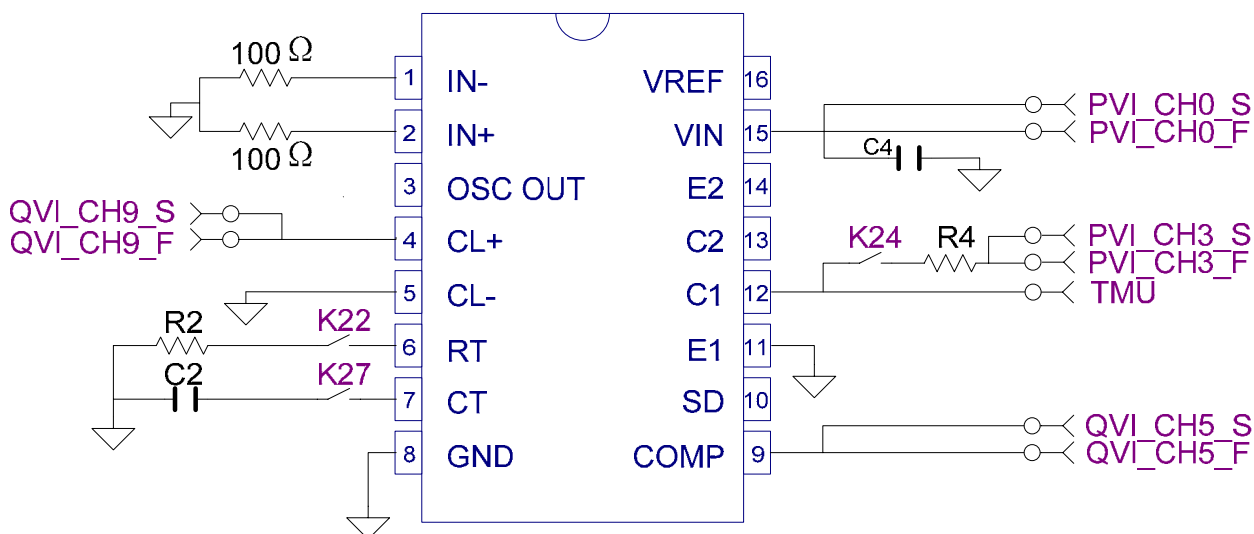 100 Ω
1 IN- VREF 16
PVI_CH0_S
2 IN+ VIN 15
PVI_CH0_F
100 Ω
C4
3 OSC OUT E2 14
QVI_CH9_S
QVI_CH9_F
4 CL+ C2 13
K24 R4
PVI_CH3_S
PVI_CH3_F
5 CL- C1 12
TMU
R2 K22
6 RT E1 11
C2 K27
7 CT SD 10
QVI_CH5_S
8 GND COMP 9
QVI_CH5_F